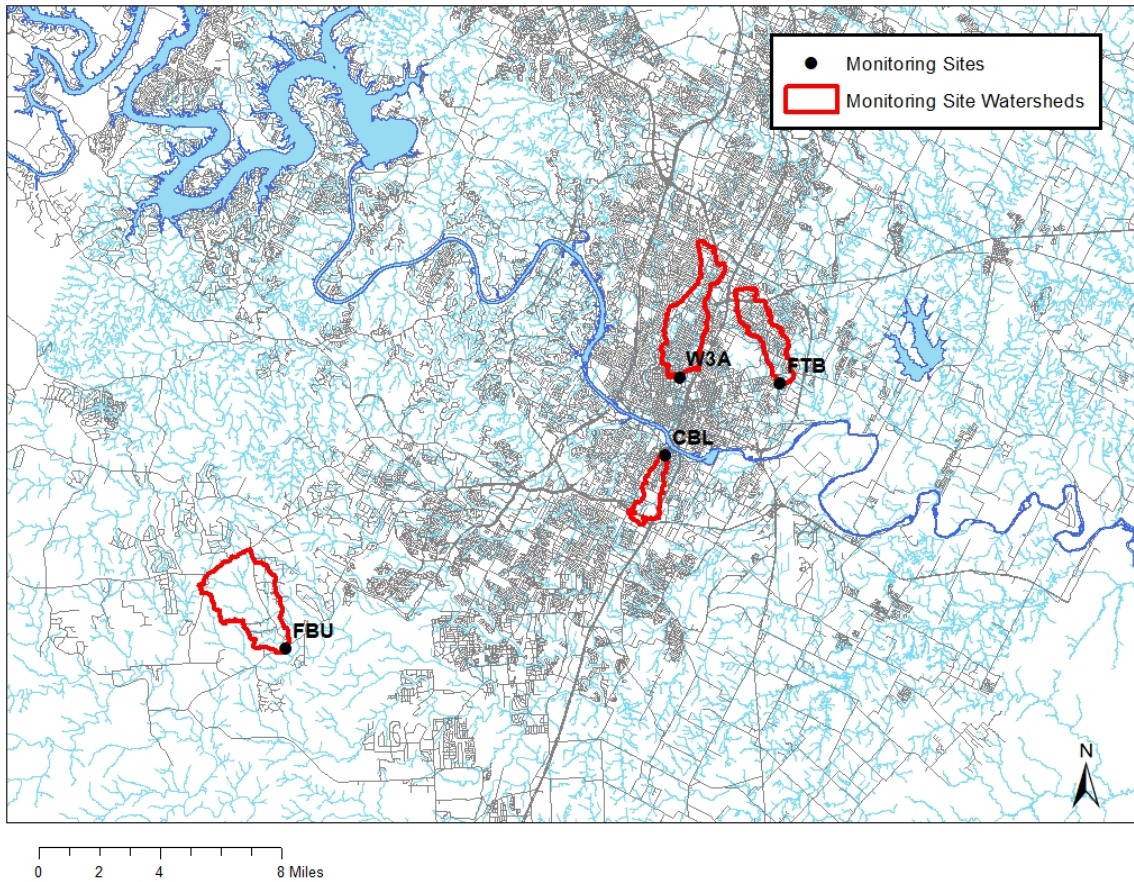 Monitoring Sites
Monitoring Site Watersheds
W3A
FTB
CBL
FBU
N
0 2 4 8 Miles